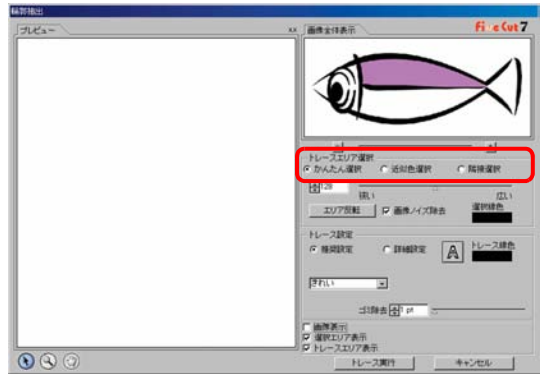 輪郭抽出
プレビュー
xx
画像全体表示
FineCut7
トレースエリア選択
かんたん選択
近似色選択
隣接選択
128
狭い
広い
エリア反転
画像ノイズ除去
選択線色
トレース設定
推奨設定
詳細設定
A
トレース線色
きれい
ゴミ除去
1 pt
画像表示
選択エリア表示
トレースエリア表示
トレース実行
キャンセル